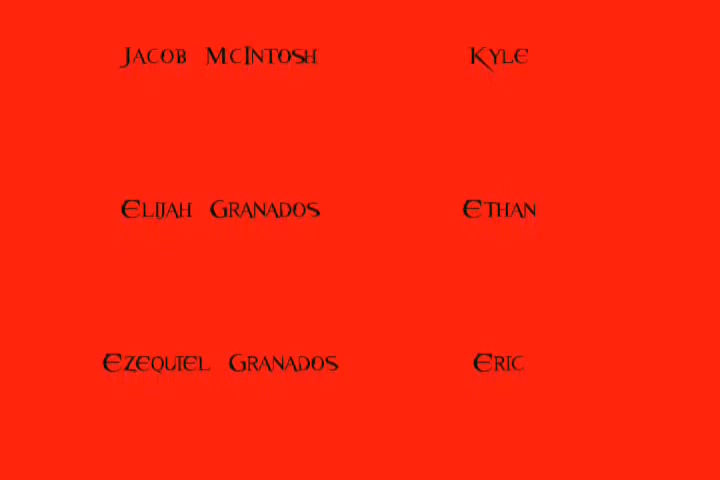 Jacob McIntosh Kyle
Elijah Granados Ethan
Ezequiel Granados Eric